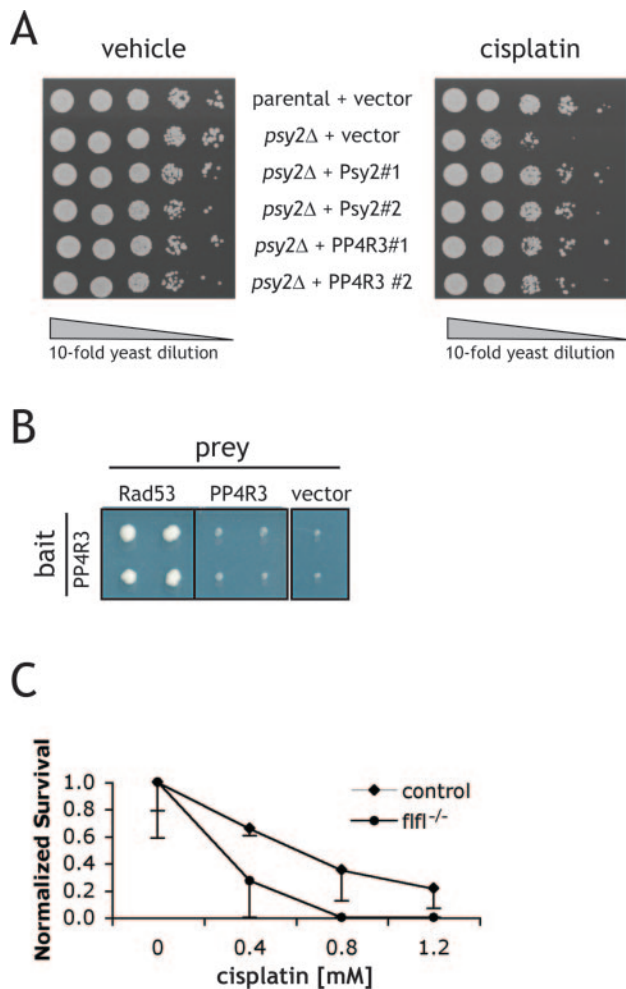 A
vehicle
cisplatin
parental + vector
psy2Δ + vector
psy2Δ + Psy2#1
psy2Δ + Psy2#2
psy2Δ + PP4R3#1
psy2Δ + PP4R3 #2
10-fold yeast dilution
10-fold yeast dilution
B
prey
Rad53 PP4R3 vector
bait
PP4R3
C
Normalized Survival
1.0
0.8
0.6
0.4
0.2
0.0
control
flfl-/-
0 0.4 0.8 1.2
cisplatin [mM]